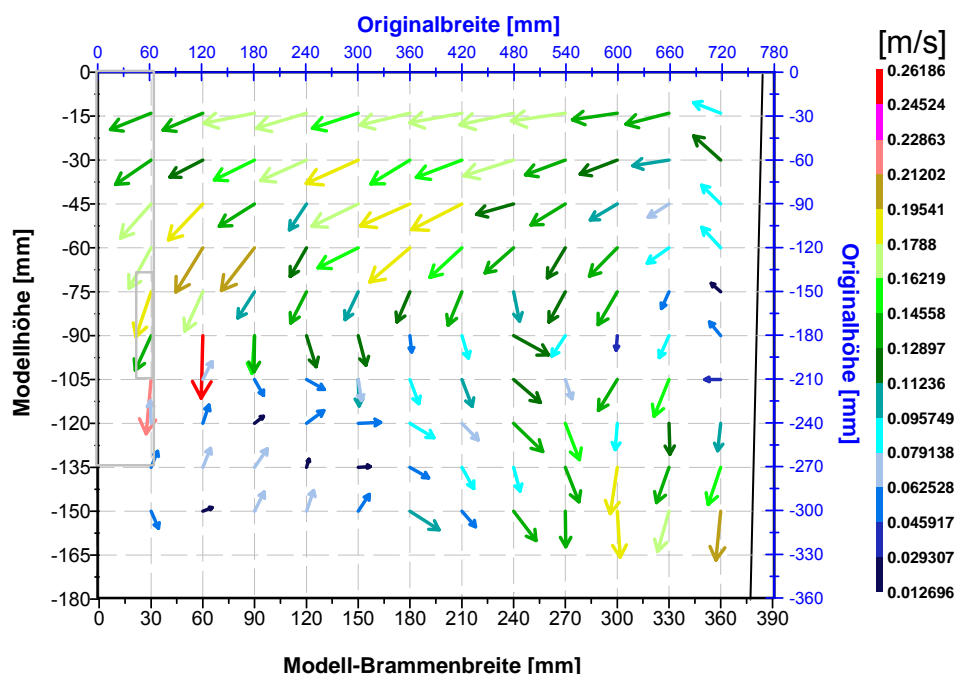 Originalbreite [mm]
[m/s]
0 60 120 180 240 300 360 420 480 540 600 660 720 780
0 0 0.26186
-15 -30 0.24524
-30 -60 0.22863
-45 -90 0.21202
-60 -120 0.19541
-75 -150 0.1788
-90 -180 0.16219
-105 -210 0.14558
-120 -240 0.12897
-135 -270 0.11236
-150 -300 0.095749
-165 -330 0.079138
-180 -360 0.062528
0.045917
0.029307
0.012696
Modellhöhe [mm]
Originalhöhe [mm]
0 30 60 90 120 150 180 210 240 270 300 330 360 390
Modell-Brammenbreite [mm]